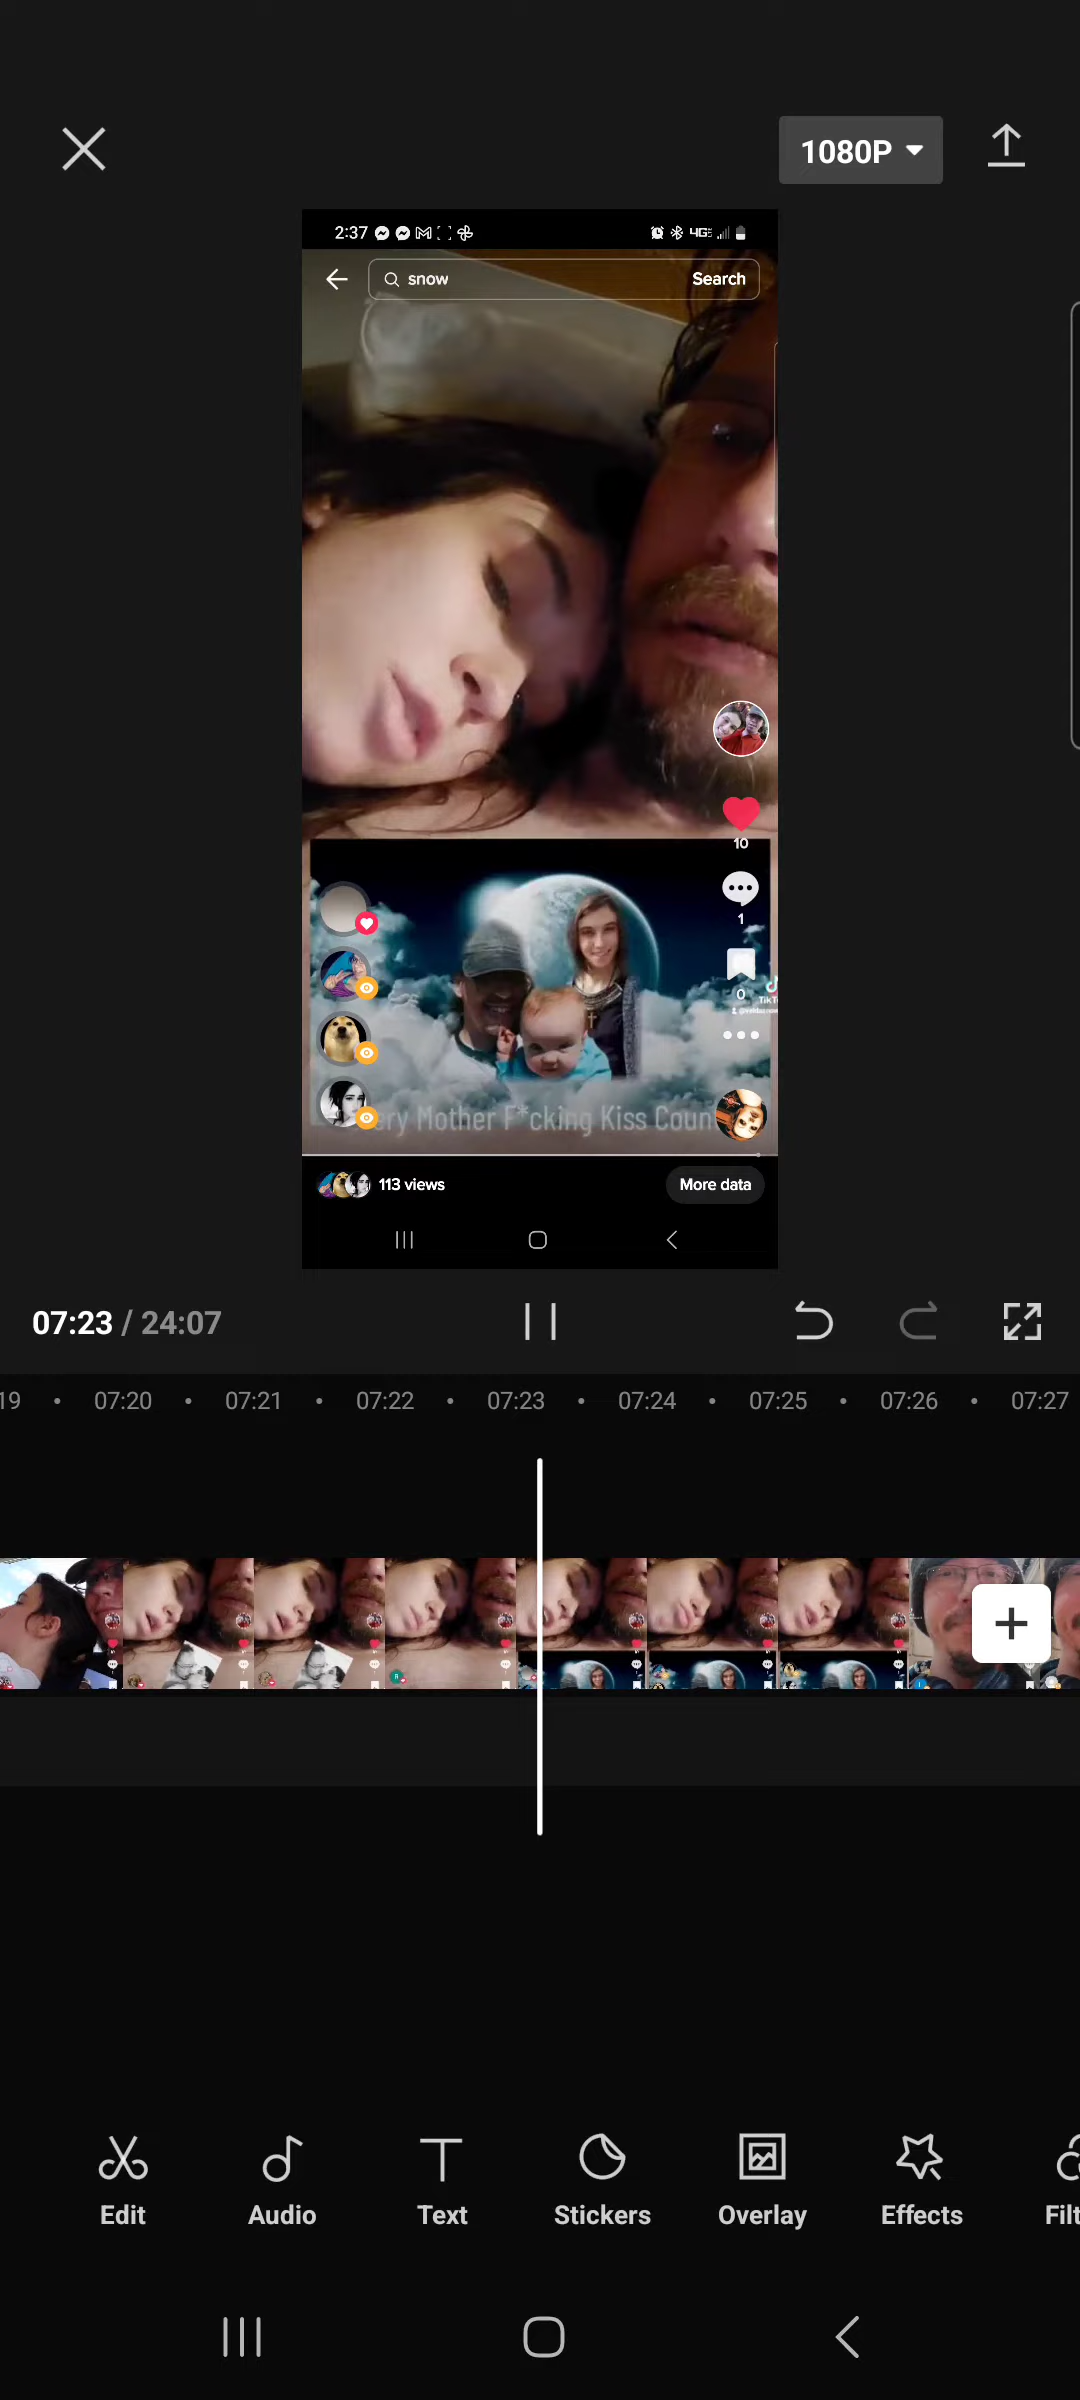 1080P
2:37
4G
snow
Search
10
1
0
TikT
ery Mother F*cking Kiss Coun
113 views
More data
07:23 / 24:07
19
07:20
07:21
07:22
07:23
07:24
07:25
07:26
07:27
Edit
Audio
Text
Stickers
Overlay
Effects
Filt